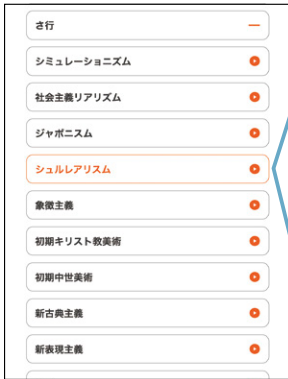 さ行
シミュレーショニズム
社会主義リアリズム
ジャポニスム
シュルレアリスム
象徴主義
初期キリスト教美術
初期中世美術
新古典主義
新表現主義